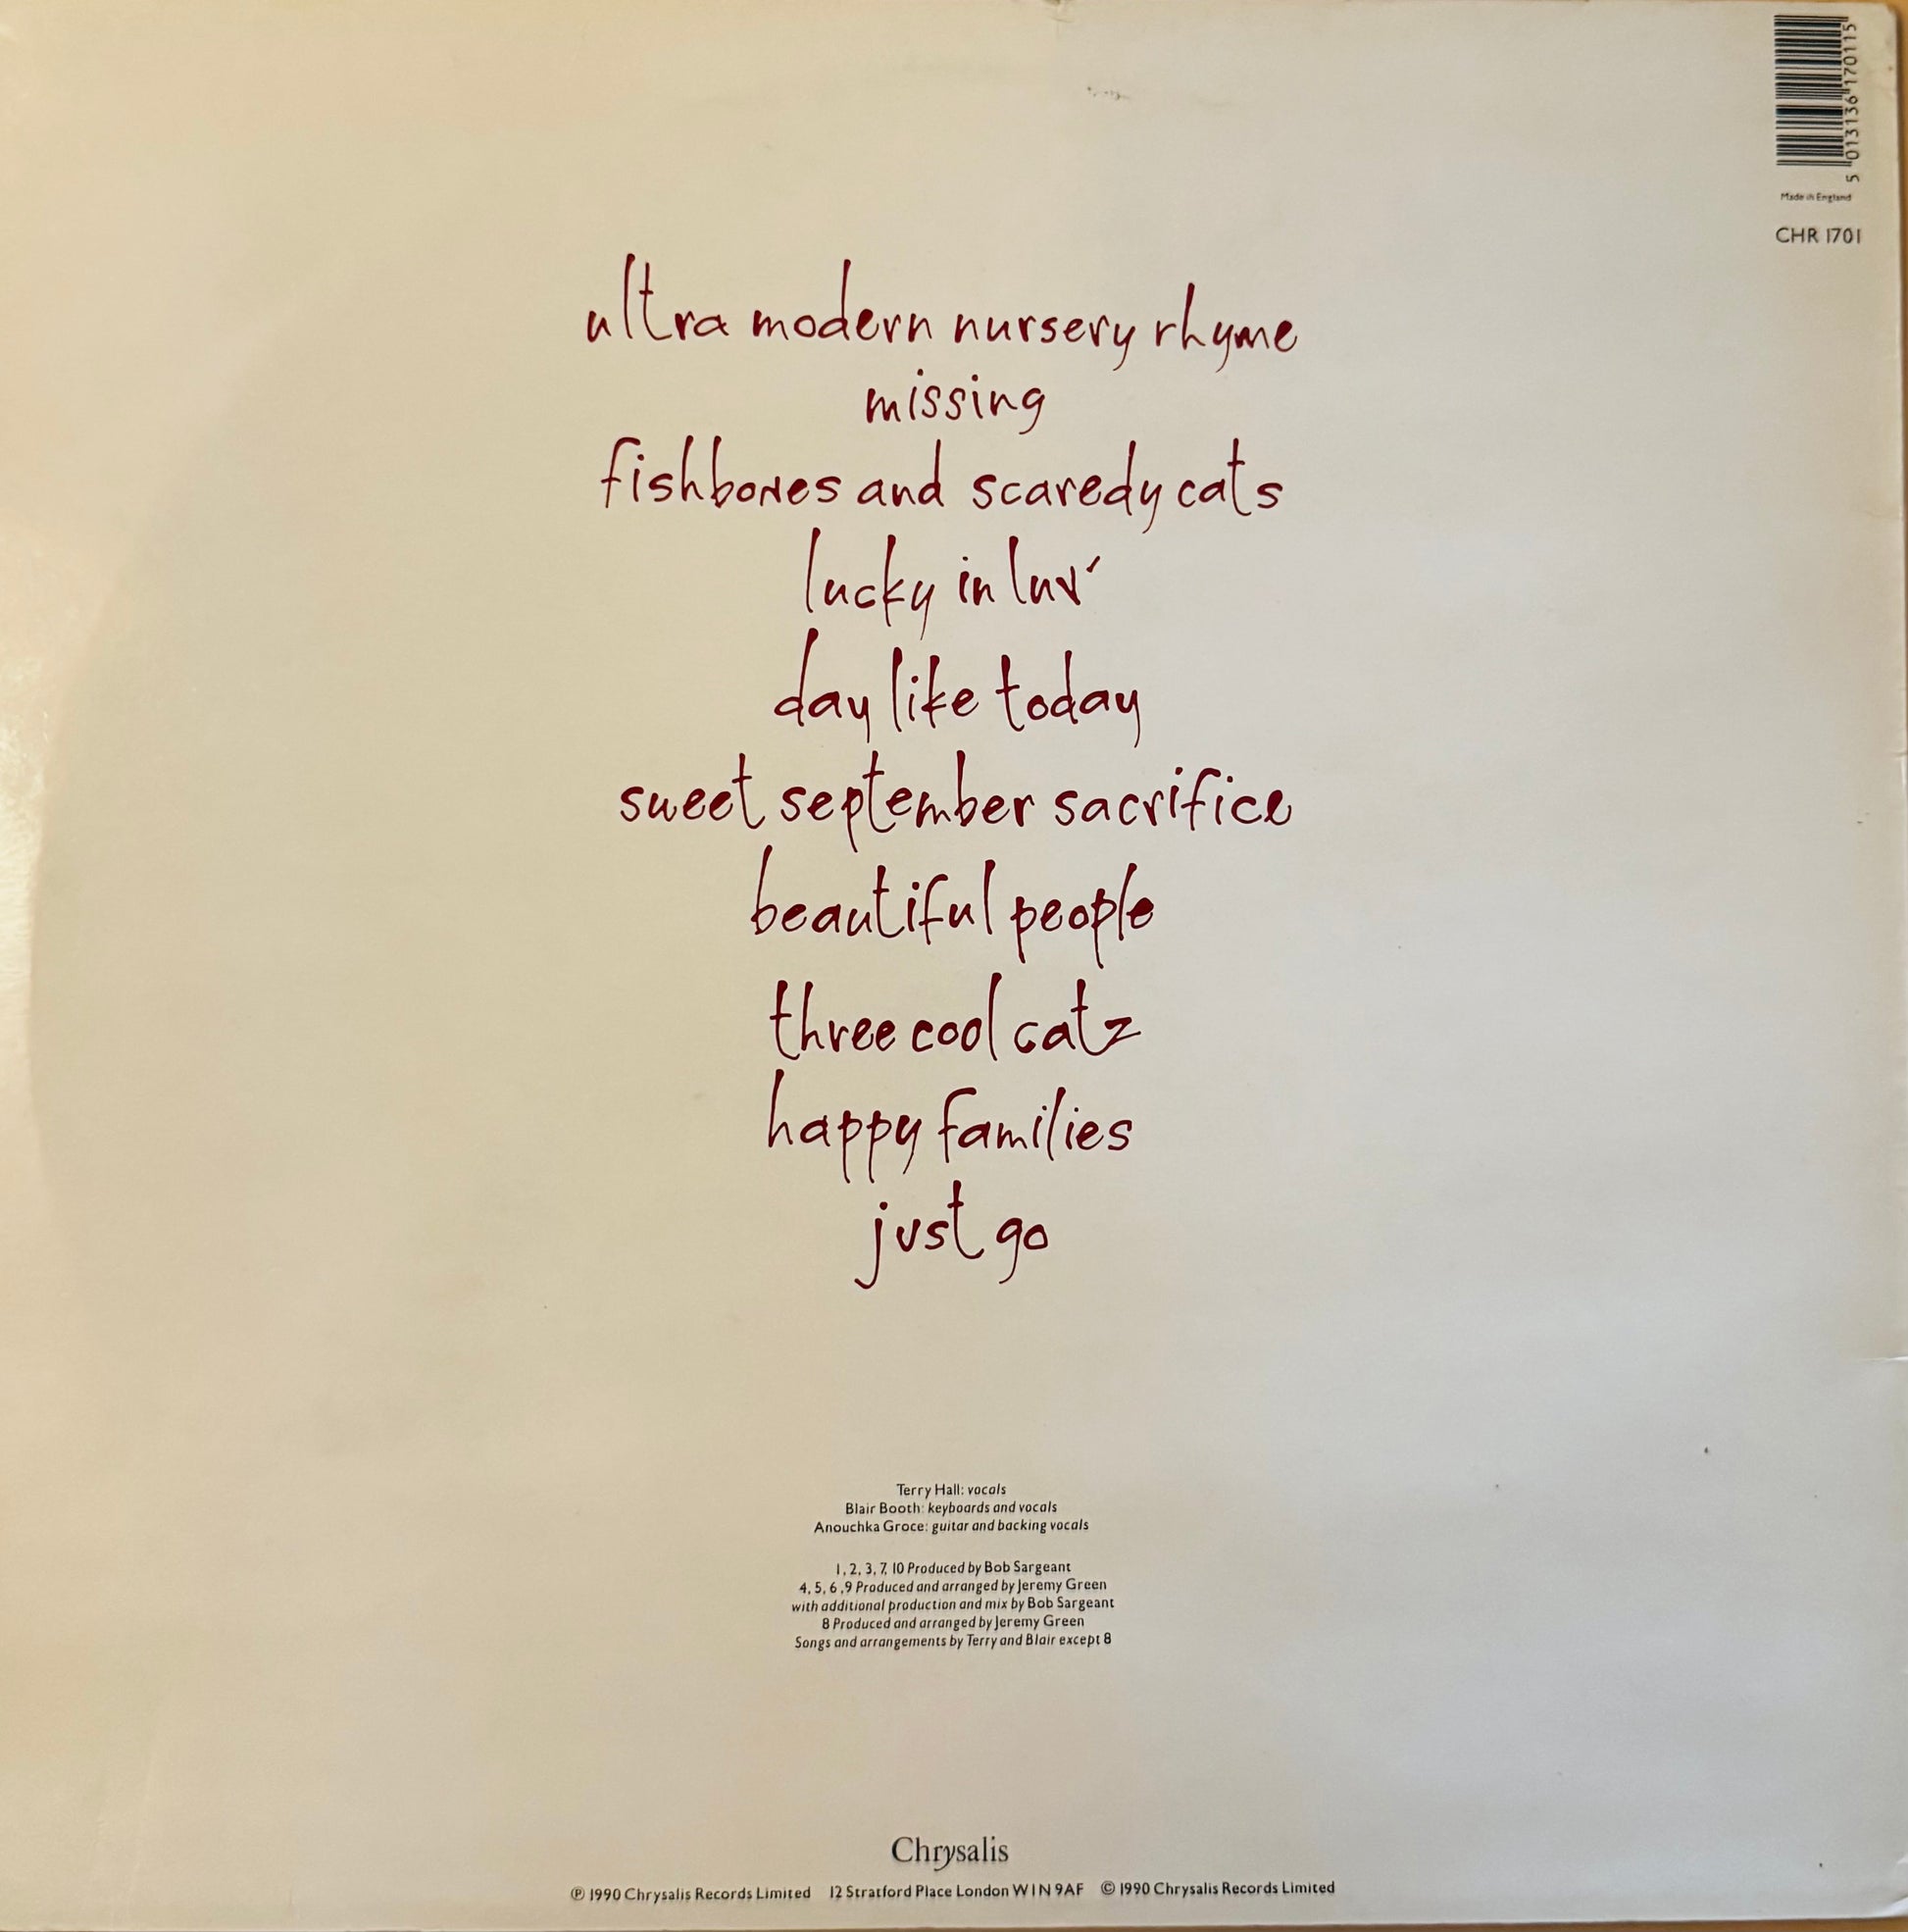 5 013136 170115
Made in England
CHR 1701
ultra modern nursery rhyme
missing
fishbones and scaredy cats
lucky in luv'
day like today
sweet september sacrifice
beautiful people
three cool catz
happy families
just go
Terry Hall: vocals
Blair Booth: keyboards and vocals
Anouchka Groce: guitar and backing vocals
1, 2, 3, 7, 10 Produced by Bob Sargeant
4, 5, 6 ,9 Produced and arranged by Jeremy Green
with additional production and mix by Bob Sargeant
8 Produced and arranged by Jeremy Green
Songs and arrangements by Terry and Blair except 8
Chrysalis
℗ 1990 Chrysalis Records Limited 12 Stratford Place London W1N 9AF © 1990 Chrysalis Records Limited